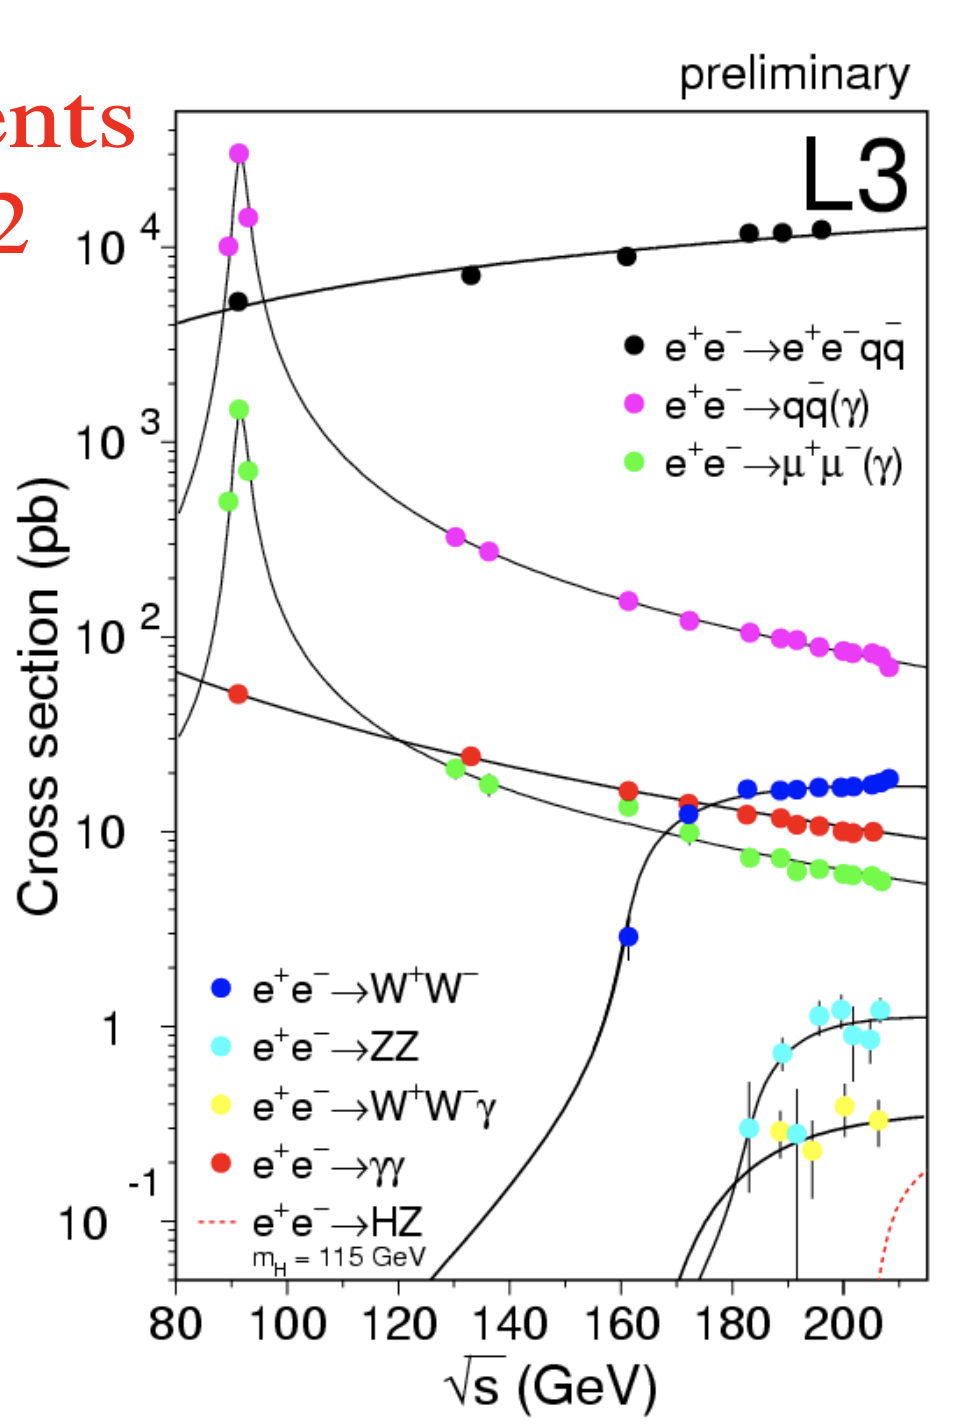 preliminary
ents
2
L3
10 4
e+e−→e+e−qq̄
e+e−→qq̄(γ)
10 3
e+e−→μ+μ−(γ)
Cross section (pb)
10 2
10
e+e−→W+W−
1
e+e−→ZZ
e+e−→W+W−γ
e+e−→γγ
10 -1
e+e−→HZ
mH = 115 GeV
80 100 120 140 160 180 200
√s (GeV)